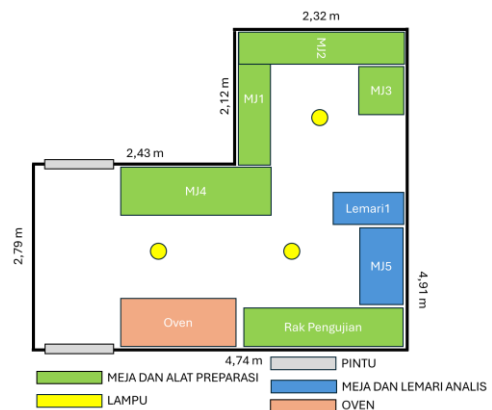 2,32 m
MJ2
MJ3
MJ1
2,12 m
2,43 m
MJ4
Lemari1
2,79 m
MJ5
4,91 m
Oven
Rak Pengujian
4,74 m
PINTU
MEJA DAN ALAT PREPARASI
MEJA DAN LEMARI ANALIS
LAMPU
OVEN